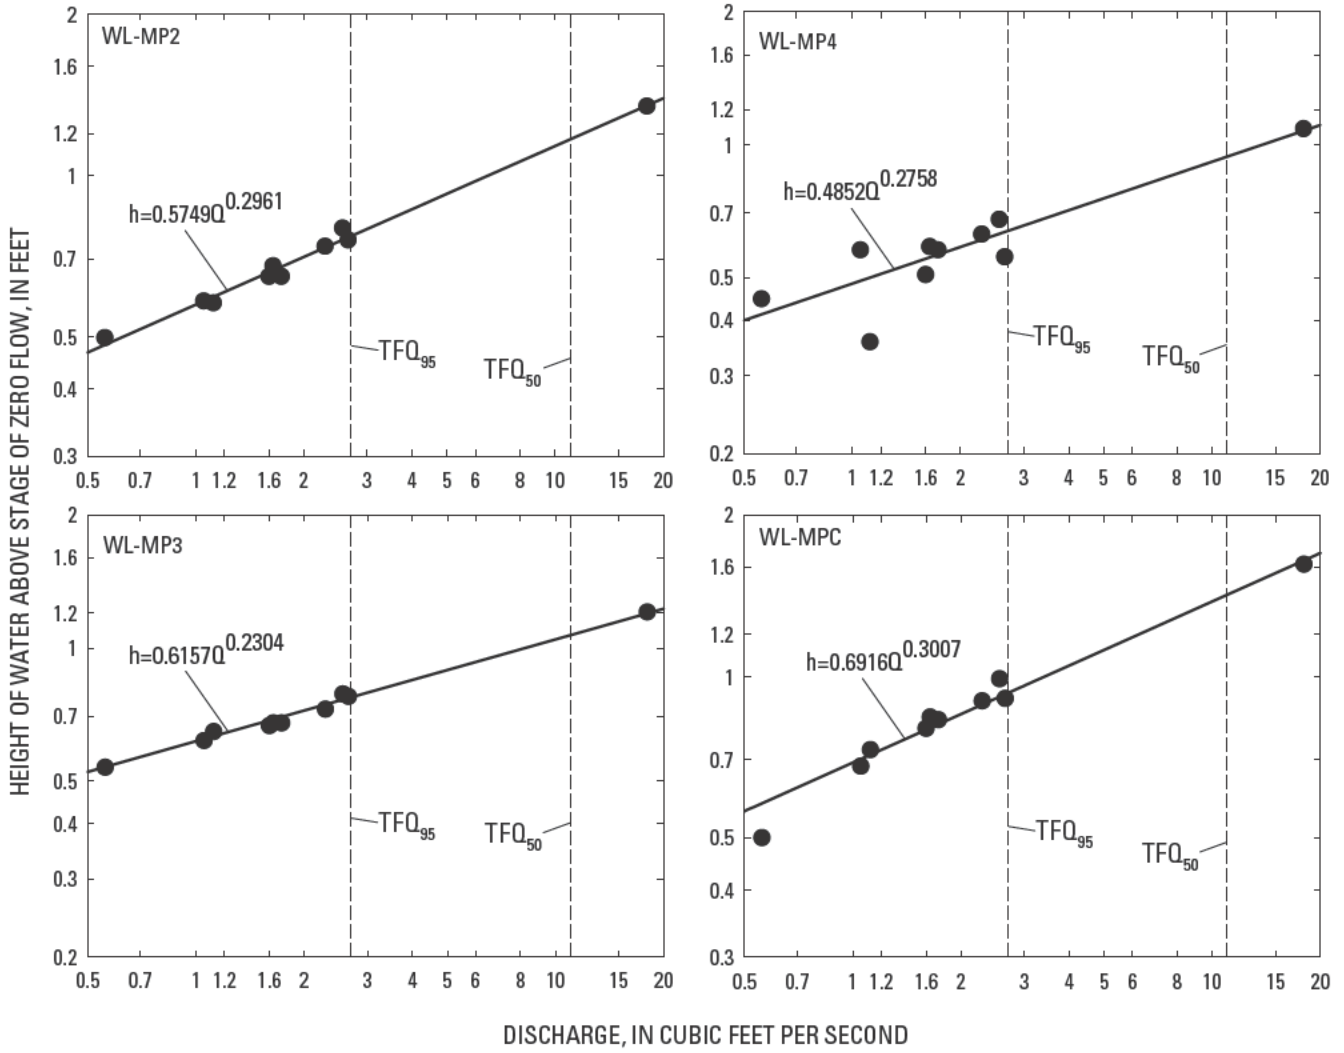 HEIGHT OF WATER ABOVE STAGE OF ZERO FLOW, IN FEET
WL-MP2
2
1.6
1.2
1
0.7
0.5
0.4
0.3
h=0.5749Q^0.2961
TFQ95
TFQ50
0.5 0.7 1 1.2 1.6 2 3 4 5 6 8 10 15 20
WL-MP4
2
1.6
1.2
1
0.7
0.5
0.4
0.3
0.2
h=0.4852Q^0.2758
TFQ95
TFQ50
0.5 0.7 1 1.2 1.6 2 3 4 5 6 8 10 15 20
WL-MP3
2
1.6
1.2
1
0.7
0.5
0.4
0.3
0.2
h=0.6157Q^0.2304
TFQ95
TFQ50
0.5 0.7 1 1.2 1.6 2 3 4 5 6 8 10 15 20
WL-MPC
2
1.6
1.2
1
0.7
0.5
0.4
0.3
h=0.6916Q^0.3007
TFQ95
TFQ50
0.5 0.7 1 1.2 1.6 2 3 4 5 6 8 10 15 20
DISCHARGE, IN CUBIC FEET PER SECOND